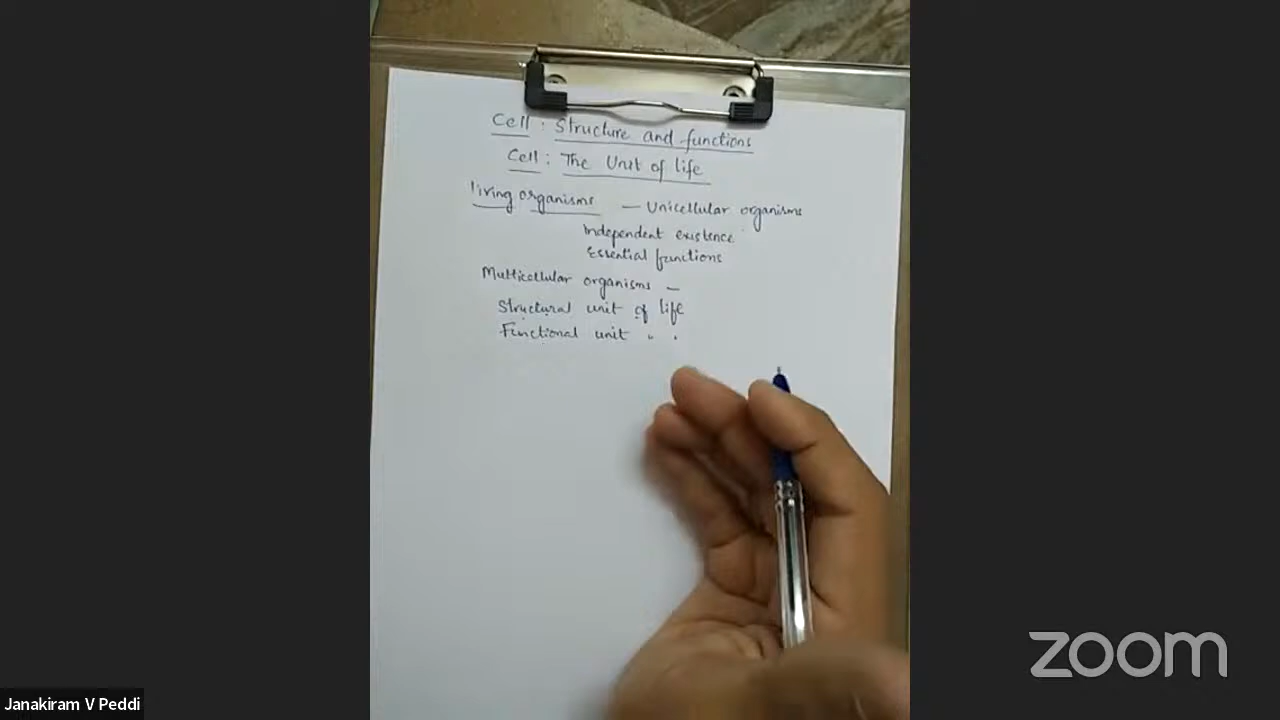 Cell : Structure and functions
Cell : The Unit of life
living organisms — Unicellular organisms
Independent existence
Essential functions
Multicellular organisms —
Structural unit of life
Functional unit " "
zoom
Janakiram V Peddi